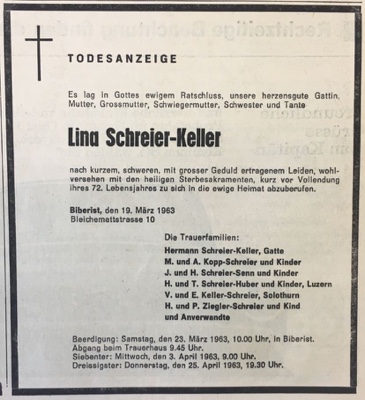 TODESANZEIGE
Es lag in Gottes ewigem Ratschluss, unsere herzensgute Gattin,
Mutter, Grossmutter, Schwiegermutter, Schwester und Tante
Lina Schreier-Keller
nach kurzem, schweren, mit grosser Geduld ertragenem Leiden, wohl-
versehen mit den heiligen Sterbesakramenten, kurz vor Vollendung
ihres 72. Lebensjahres zu sich in die ewige Heimat abzuberufen.
Biberist, den 19. März 1963
Bleichemattstrasse 10
Die Trauerfamilien:
Hermann Schreier-Keller, Gatte
M. und A. Kopp-Schreier und Kinder
J. und H. Schreier-Senn und Kinder
H. und T. Schreier-Huber und Kinder, Luzern
V. und E. Keller-Schreier, Solothurn
H. und P. Ziegler-Schreier und Kind
und Anverwandte
Beerdigung: Samstag, den 23. März 1963, 10.00 Uhr, in Biberist.
Abgang beim Trauerhaus 9.45 Uhr.
Siebenter: Mittwoch, den 3. April 1963, 9.00 Uhr.
Dreissigster: Donnerstag, den 25. April 1963, 19.30 Uhr.